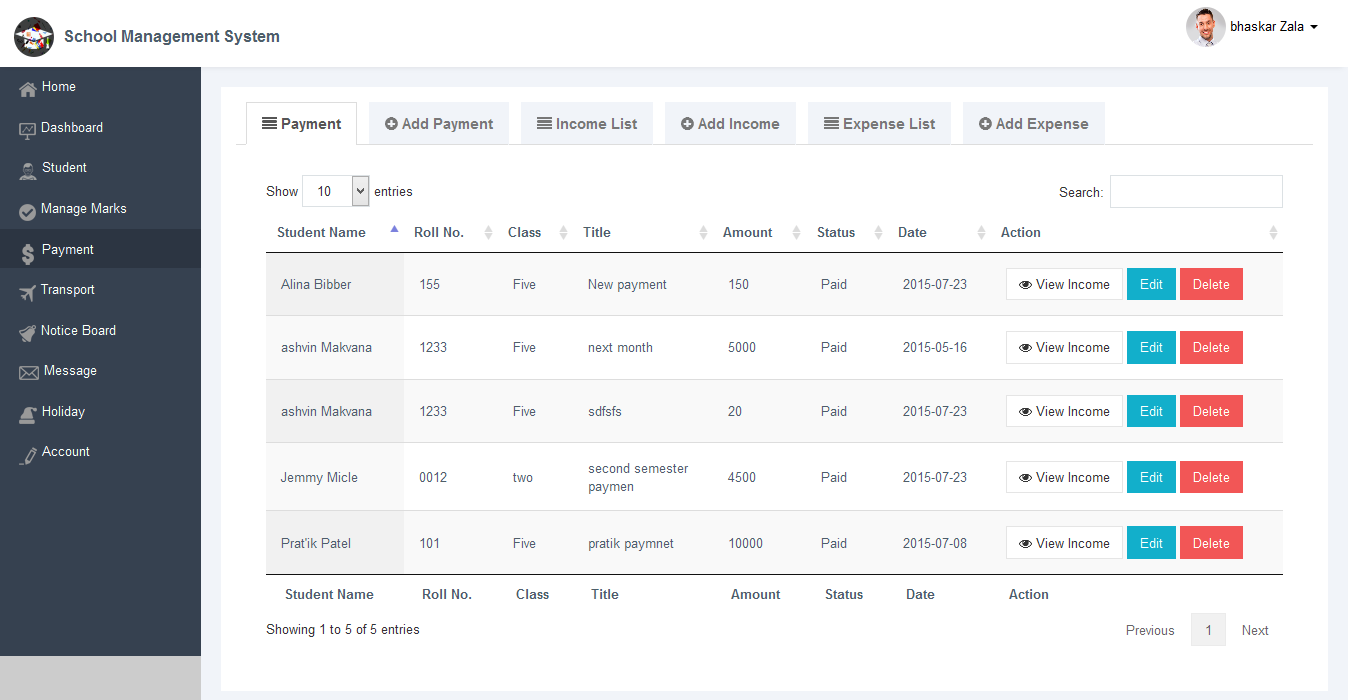 School Management System
bhaskar Zala
Home
Dashboard
Student
Manage Marks
Payment
Transport
Notice Board
Message
Holiday
Account
Payment Add Payment Income List Add Income Expense List Add Expense
Show 10 entries Search:
Student Name Roll No. Class Title Amount Status Date Action
Alina Bibber 155 Five New payment 150 Paid 2015-07-23 View Income Edit Delete
ashvin Makvana 1233 Five next month 5000 Paid 2015-05-16 View Income Edit Delete
ashvin Makvana 1233 Five sdfsfs 20 Paid 2015-07-23 View Income Edit Delete
Jemmy Micle 0012 two second semester paymen 4500 Paid 2015-07-23 View Income Edit Delete
Prat'ik Patel 101 Five pratik paymnet 10000 Paid 2015-07-08 View Income Edit Delete
Student Name Roll No. Class Title Amount Status Date Action
Showing 1 to 5 of 5 entries Previous 1 Next